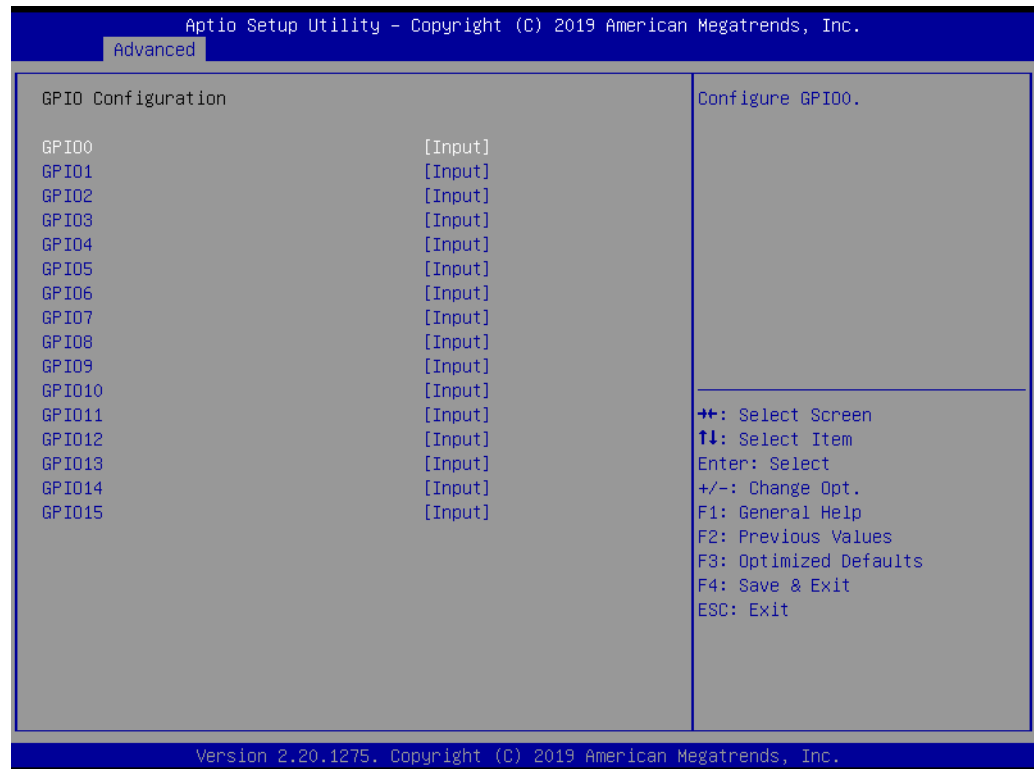 Aptio Setup Utility – Copyright (C) 2019 American Megatrends, Inc.
Advanced
GPIO Configuration
GPIO0 [Input]
GPIO1 [Input]
GPIO2 [Input]
GPIO3 [Input]
GPIO4 [Input]
GPIO5 [Input]
GPIO6 [Input]
GPIO7 [Input]
GPIO8 [Input]
GPIO9 [Input]
GPIO10 [Input]
GPIO11 [Input]
GPIO12 [Input]
GPIO13 [Input]
GPIO14 [Input]
GPIO15 [Input]
Configure GPIO0.
→←: Select Screen
↑↓: Select Item
Enter: Select
+/-: Change Opt.
F1: General Help
F2: Previous Values
F3: Optimized Defaults
F4: Save & Exit
ESC: Exit
Version 2.20.1275. Copyright (C) 2019 American Megatrends, Inc.